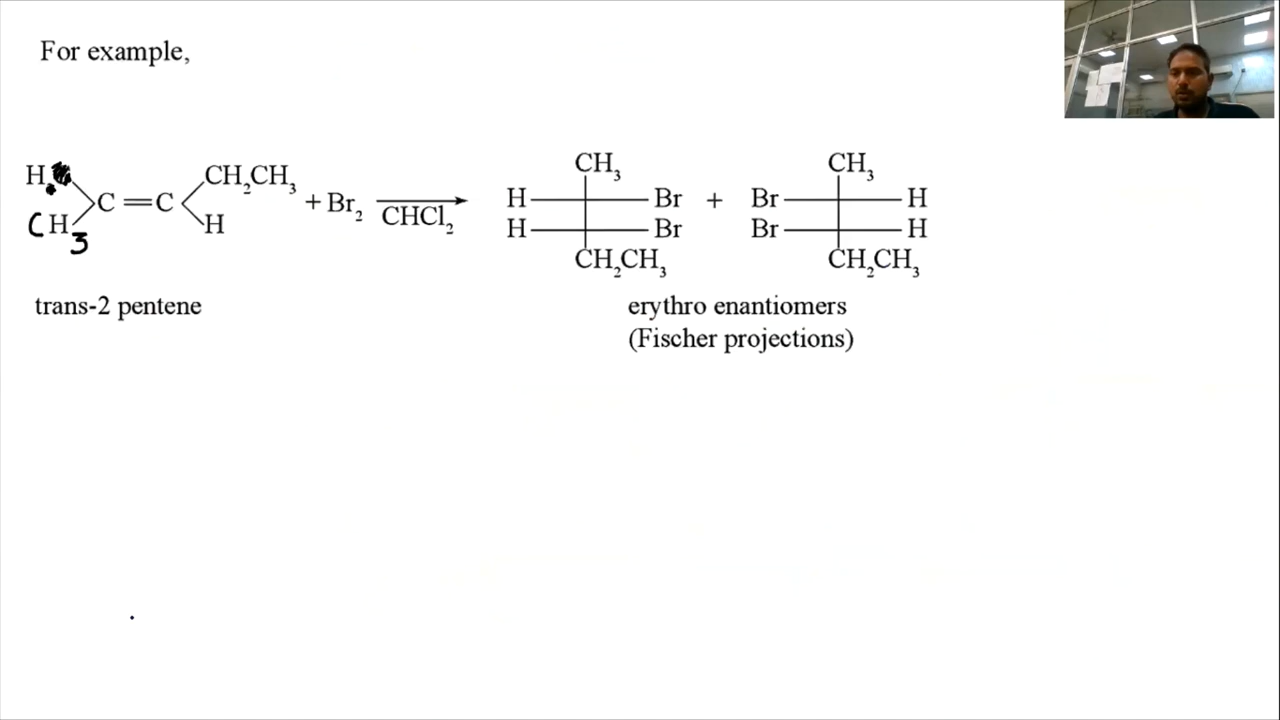 For example,
H CH₂CH₃ CH₃ CH₃
C=C + Br₂ H Br + Br H
CH₃ H CHCl₂ H Br Br H
CH₂CH₃ CH₂CH₃
trans-2 pentene erythro enantiomers
(Fischer projections)